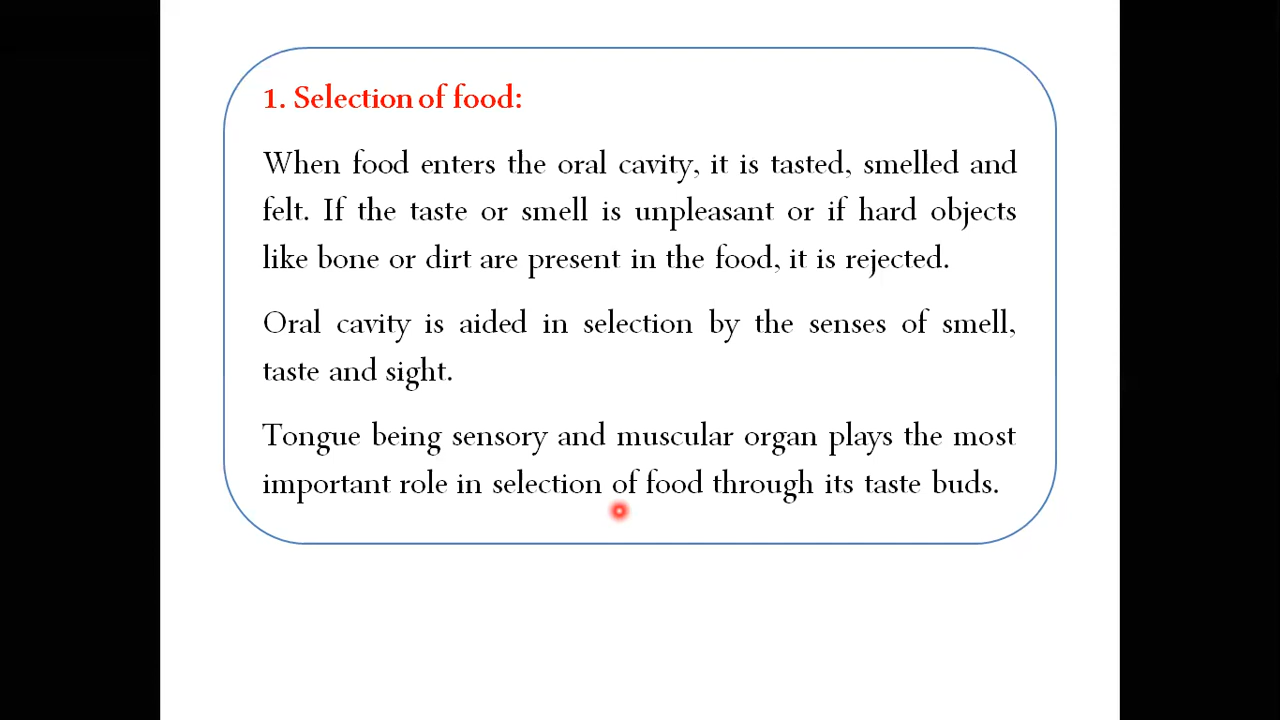 1. Selection of food:
When food enters the oral cavity, it is tasted, smelled and
felt. If the taste or smell is unpleasant or if hard objects
like bone or dirt are present in the food, it is rejected.
Oral cavity is aided in selection by the senses of smell,
taste and sight.
Tongue being sensory and muscular organ plays the most
important role in selection of food through its taste buds.